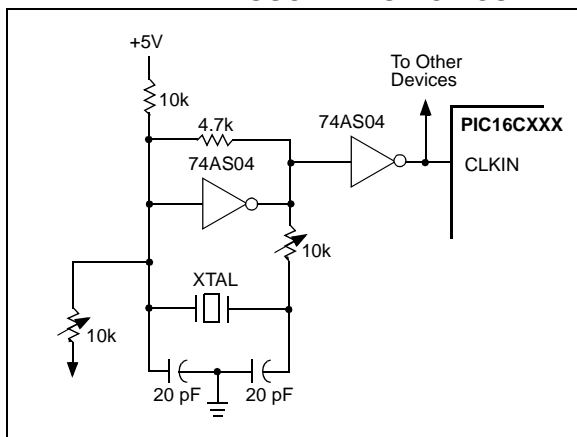 +5V
10k
4.7k
74AS04
74AS04
To Other
Devices
PIC16CXXX
CLKIN
10k
XTAL
10k
20 pF
20 pF